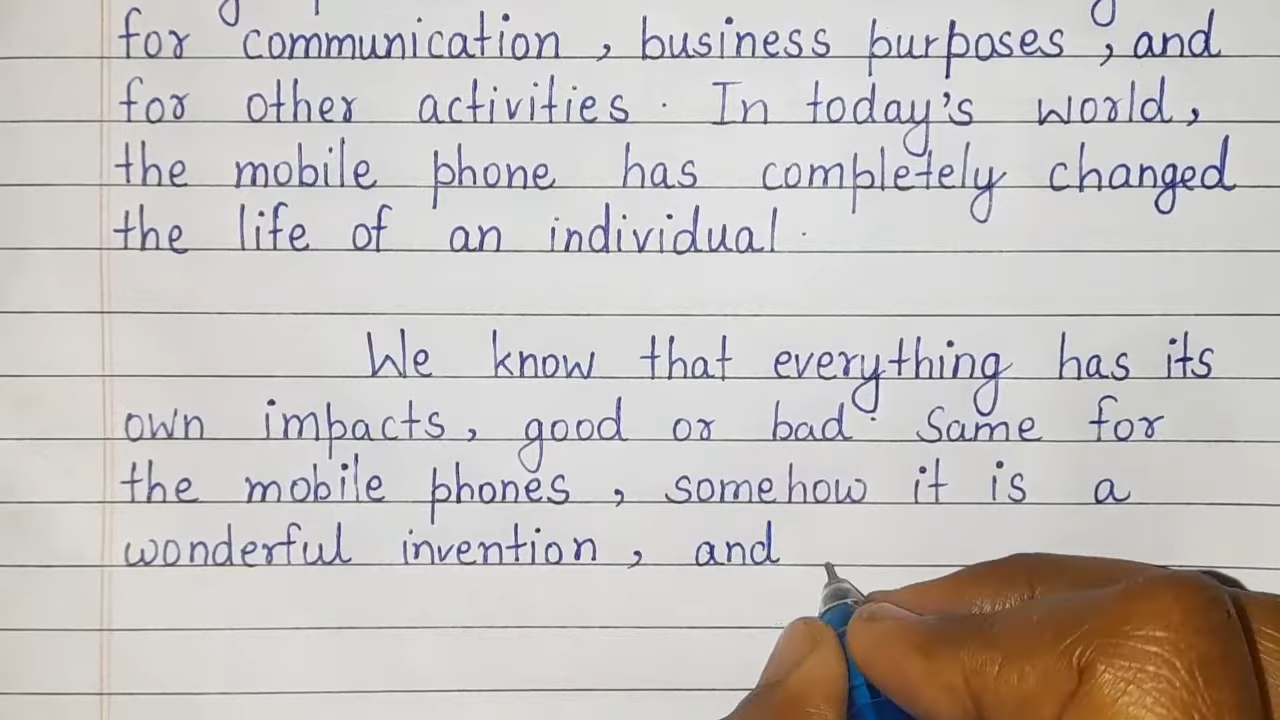 for communication, business purposes, and
for other activities. In today's world,
the mobile phone has completely changed
the life of an individual.
We know that everything has its
own impacts, good or bad. Same for
the mobile phones, somehow it is a
wonderful invention, and